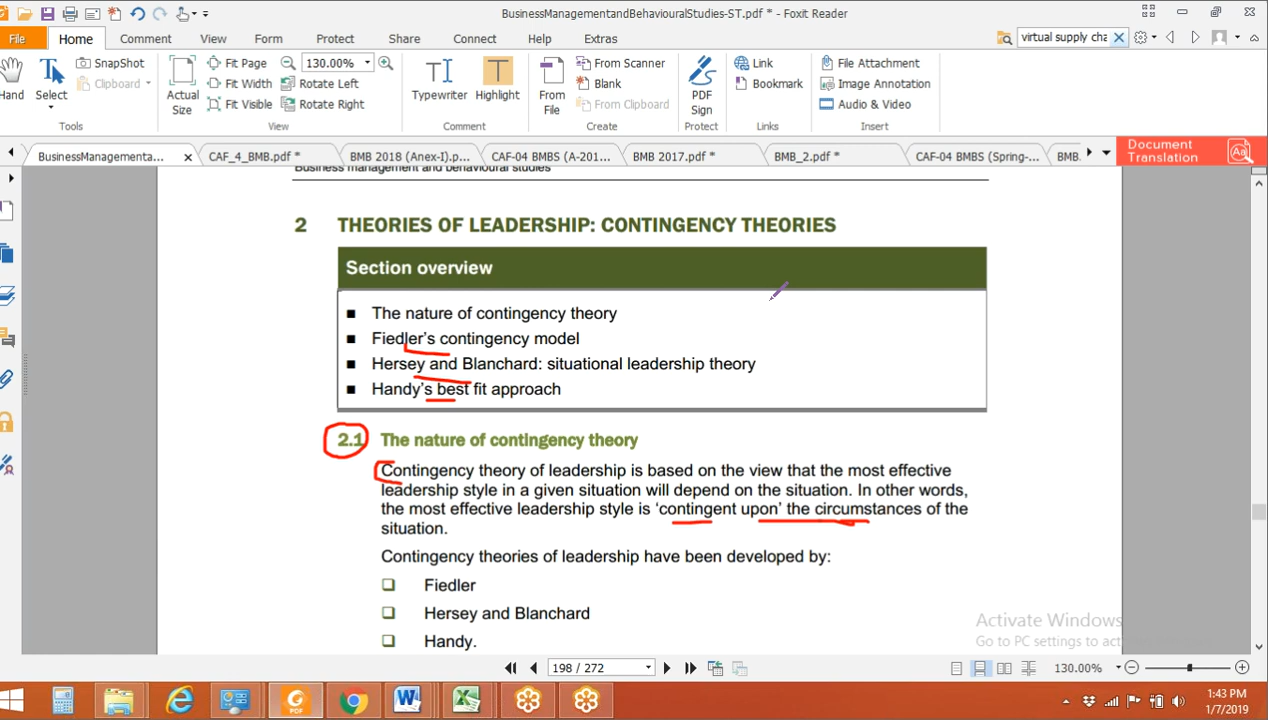 BusinessManagementandBehaviouralStudies-ST.pdf * - Foxit Reader
File Home Comment View Form Protect Share Connect Help Extras virtual supply cha
Hand Select SnapShot Clipboard Actual Size Fit Page Fit Width Fit Visible 130.00% Rotate Left Rotate Right Typewriter Highlight From File From Scanner Blank From Clipboard PDF Sign Link Bookmark File Attachment Image Annotation Audio & Video
Tools View Comment Create Protect Links Insert
BusinessManagementa... CAF_4_BMB.pdf * BMB 2018 (Anex-I).p... CAF-04 BMBS (A-201... BMB 2017.pdf * BMB_2.pdf * CAF-04 BMBS (Spring-... BMB. Document Translation
Business management and behavioural studies
2 THEORIES OF LEADERSHIP: CONTINGENCY THEORIES
Section overview
■ The nature of contingency theory
■ Fiedler's contingency model
■ Hersey and Blanchard: situational leadership theory
■ Handy's best fit approach
2.1 The nature of contingency theory
Contingency theory of leadership is based on the view that the most effective
leadership style in a given situation will depend on the situation. In other words,
the most effective leadership style is 'contingent upon' the circumstances of the
situation.
Contingency theories of leadership have been developed by:
❑ Fiedler
❑ Hersey and Blanchard
❑ Handy.
Activate Windows
Go to PC settings to act
198 / 272 130.00%
1:43 PM
1/7/2019